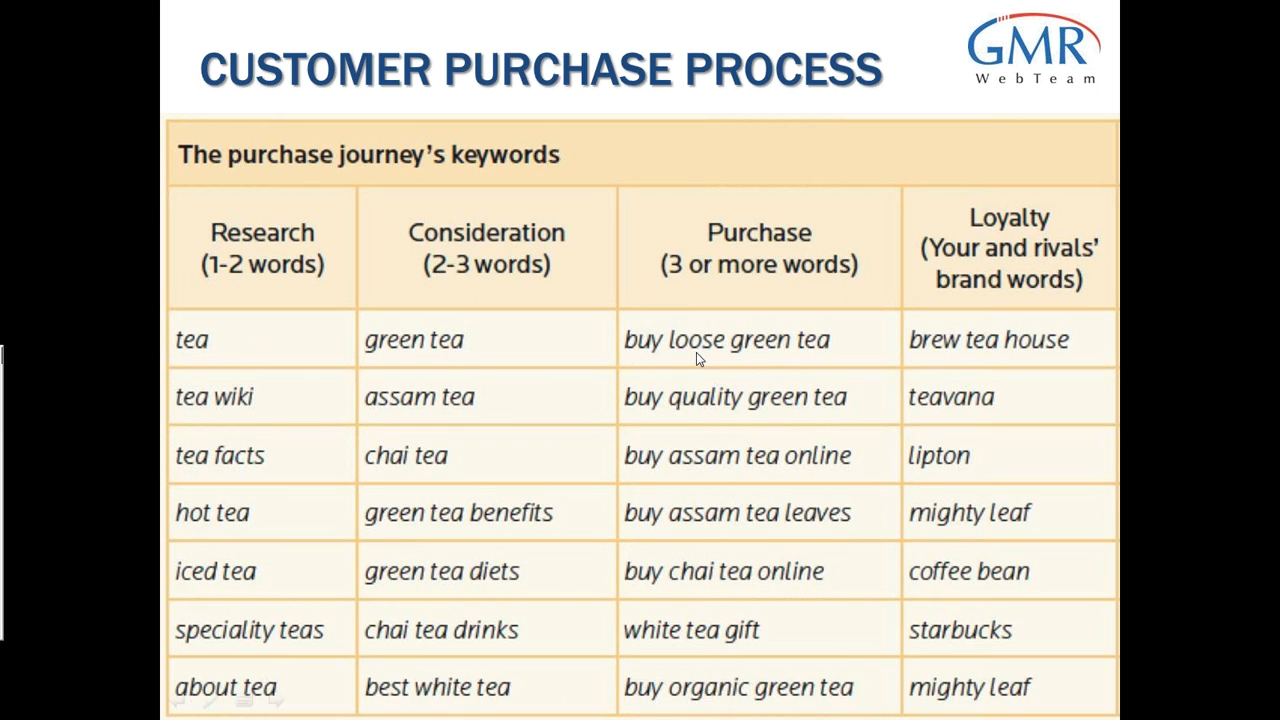 CUSTOMER PURCHASE PROCESS
GMR
WebTeam
The purchase journey's keywords
Research
(1-2 words)
Consideration
(2-3 words)
Purchase
(3 or more words)
Loyalty
(Your and rivals'
brand words)
tea
green tea
buy loose green tea
brew tea house
tea wiki
assam tea
buy quality green tea
teavana
tea facts
chai tea
buy assam tea online
lipton
hot tea
green tea benefits
buy assam tea leaves
mighty leaf
iced tea
green tea diets
buy chai tea online
coffee bean
speciality teas
chai tea drinks
white tea gift
starbucks
about tea
best white tea
buy organic green tea
mighty leaf